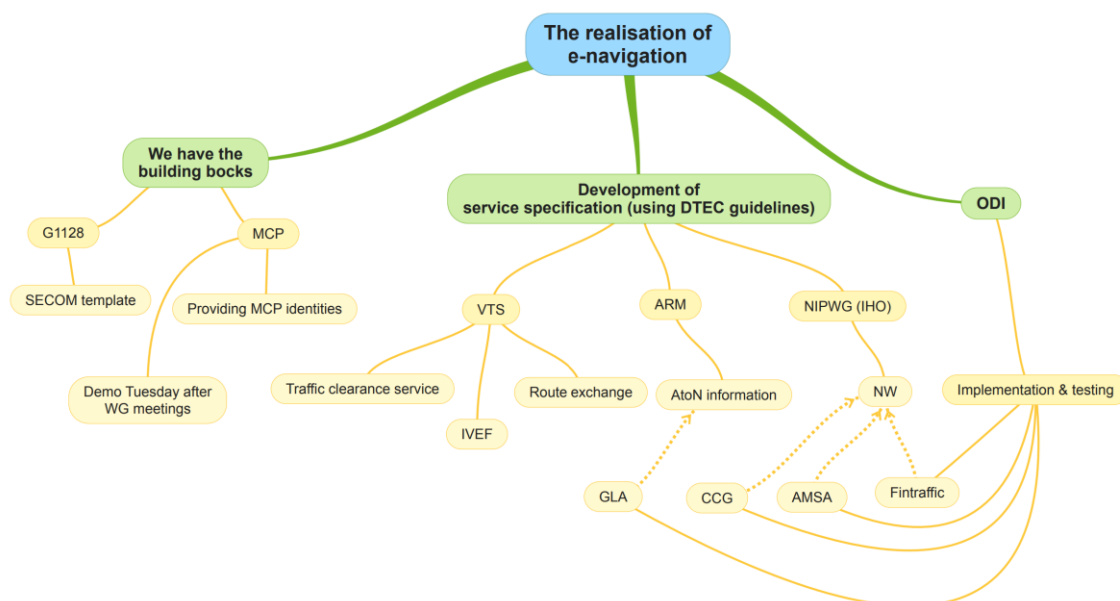 The realisation of
e-navigation
We have the
building bocks
Development of
service specification (using DTEC guidelines)
ODI
G1128
MCP
SECOM template
Providing MCP identities
VTS
ARM
NIPWG (IHO)
Demo Tuesday after
WG meetings
Traffic clearance service
Route exchange
AtoN information
NW
Implementation & testing
IVEF
GLA
CCG
AMSA
Fintraffic